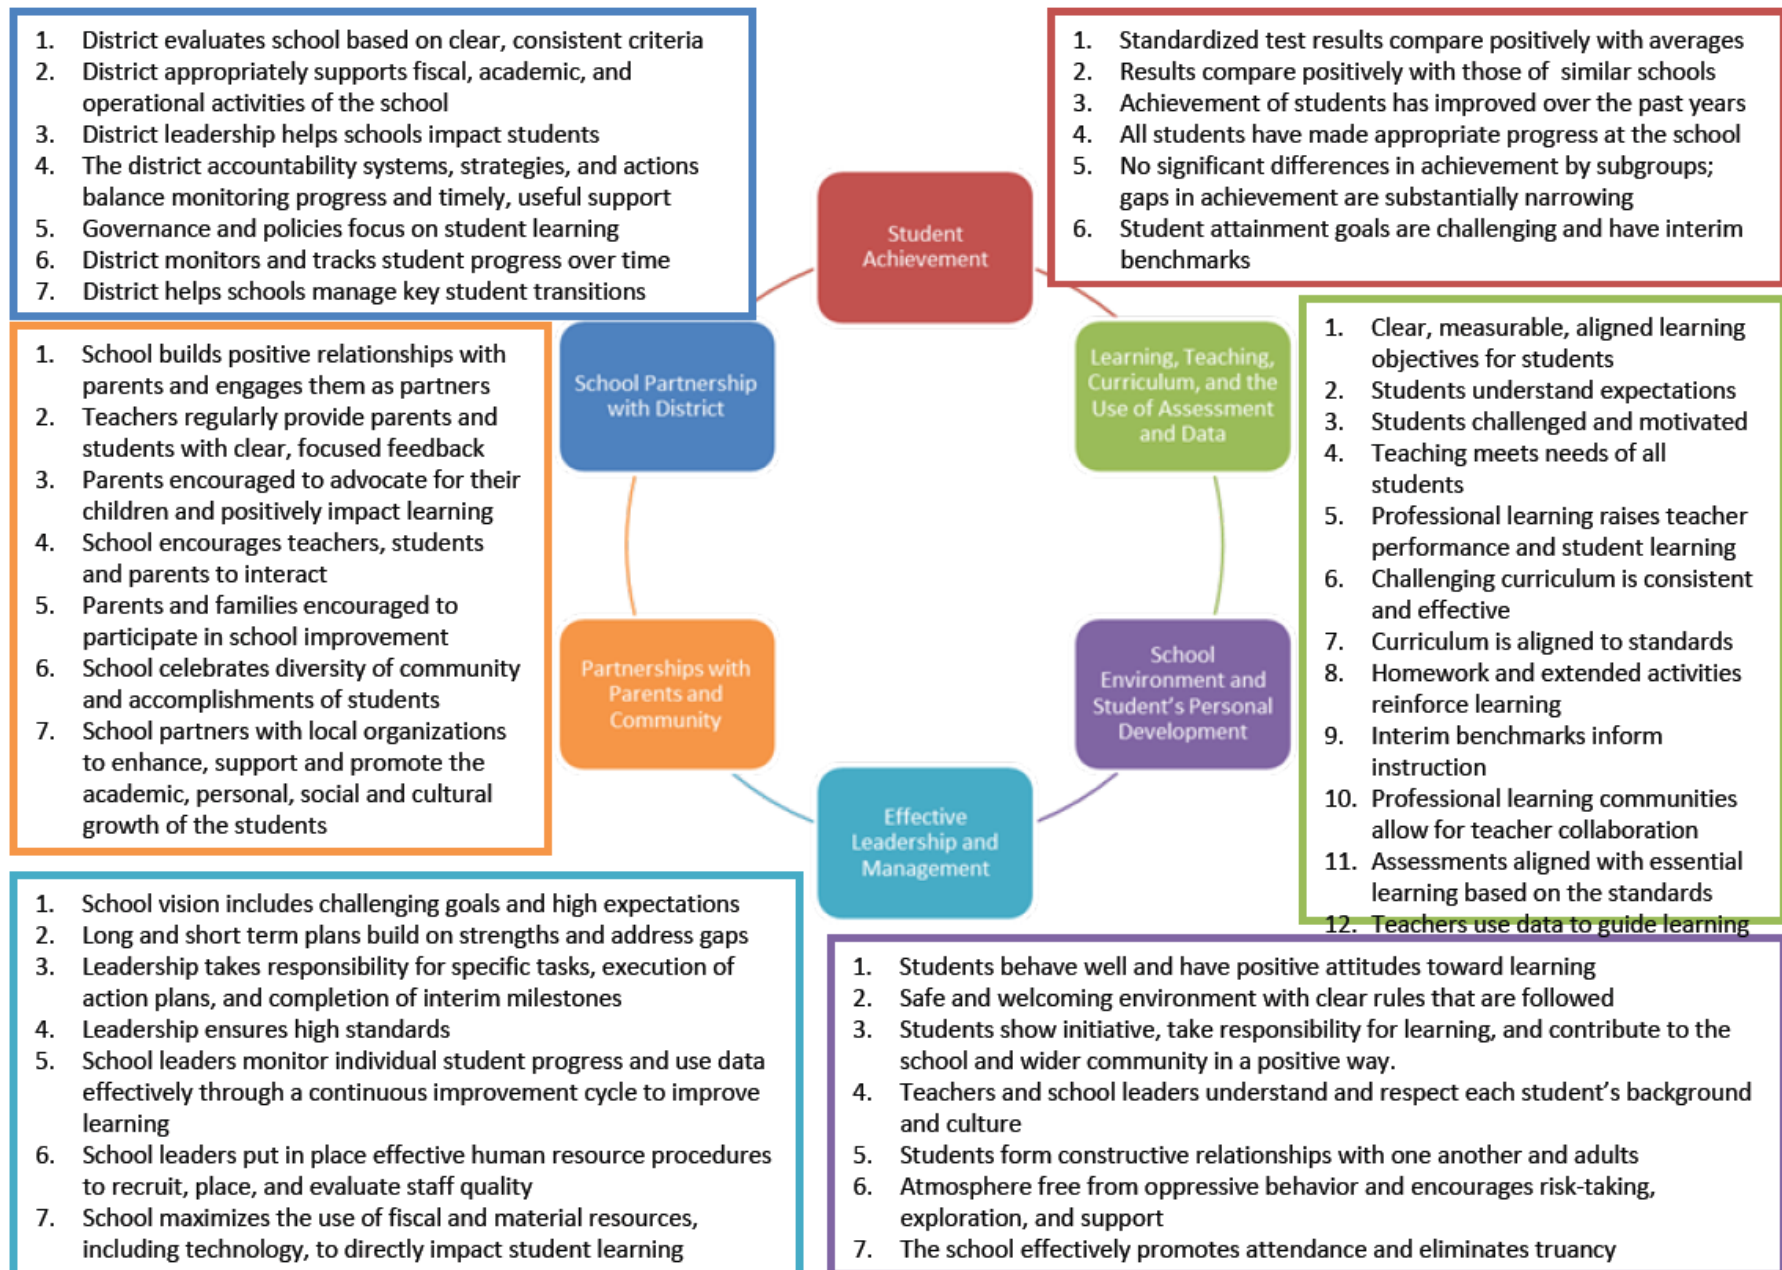 1. District evaluates school based on clear, consistent criteria
2. District appropriately supports fiscal, academic, and
operational activities of the school
3. District leadership helps schools impact students
4. The district accountability systems, strategies, and actions
balance monitoring progress and timely, useful support
5. Governance and policies focus on student learning
6. District monitors and tracks student progress over time
7. District helps schools manage key student transitions
1. Standardized test results compare positively with averages
2. Results compare positively with those of similar schools
3. Achievement of students has improved over the past years
4. All students have made appropriate progress at the school
5. No significant differences in achievement by subgroups;
gaps in achievement are substantially narrowing
6. Student attainment goals are challenging and have interim
benchmarks
Student
Achievement
School Partnership
with District
Learning, Teaching,
Curriculum, and the
Use of Assessment
and Data
1. School builds positive relationships with
parents and engages them as partners
2. Teachers regularly provide parents and
students with clear, focused feedback
3. Parents encouraged to advocate for their
children and positively impact learning
4. School encourages teachers, students
and parents to interact
5. Parents and families encouraged to
participate in school improvement
6. School celebrates diversity of community
and accomplishments of students
7. School partners with local organizations
to enhance, support and promote the
academic, personal, social and cultural
growth of the students
1. Clear, measurable, aligned learning
objectives for students
2. Students understand expectations
3. Students challenged and motivated
4. Teaching meets needs of all
students
5. Professional learning raises teacher
performance and student learning
6. Challenging curriculum is consistent
and effective
7. Curriculum is aligned to standards
8. Homework and extended activities
reinforce learning
9. Interim benchmarks inform
instruction
10. Professional learning communities
allow for teacher collaboration
11. Assessments aligned with essential
learning based on the standards
12. Teachers use data to guide learning
Partnerships with
Parents and
Community
School
Environment and
Student's Personal
Development
Effective
Leadership and
Management
1. School vision includes challenging goals and high expectations
2. Long and short term plans build on strengths and address gaps
3. Leadership takes responsibility for specific tasks, execution of
action plans, and completion of interim milestones
4. Leadership ensures high standards
5. School leaders monitor individual student progress and use data
effectively through a continuous improvement cycle to improve
learning
6. School leaders put in place effective human resource procedures
to recruit, place, and evaluate staff quality
7. School maximizes the use of fiscal and material resources,
including technology, to directly impact student learning
1. Students behave well and have positive attitudes toward learning
2. Safe and welcoming environment with clear rules that are followed
3. Students show initiative, take responsibility for learning, and contribute to the
school and wider community in a positive way.
4. Teachers and school leaders understand and respect each student's background
and culture
5. Students form constructive relationships with one another and adults
6. Atmosphere free from oppressive behavior and encourages risk-taking,
exploration, and support
7. The school effectively promotes attendance and eliminates truancy